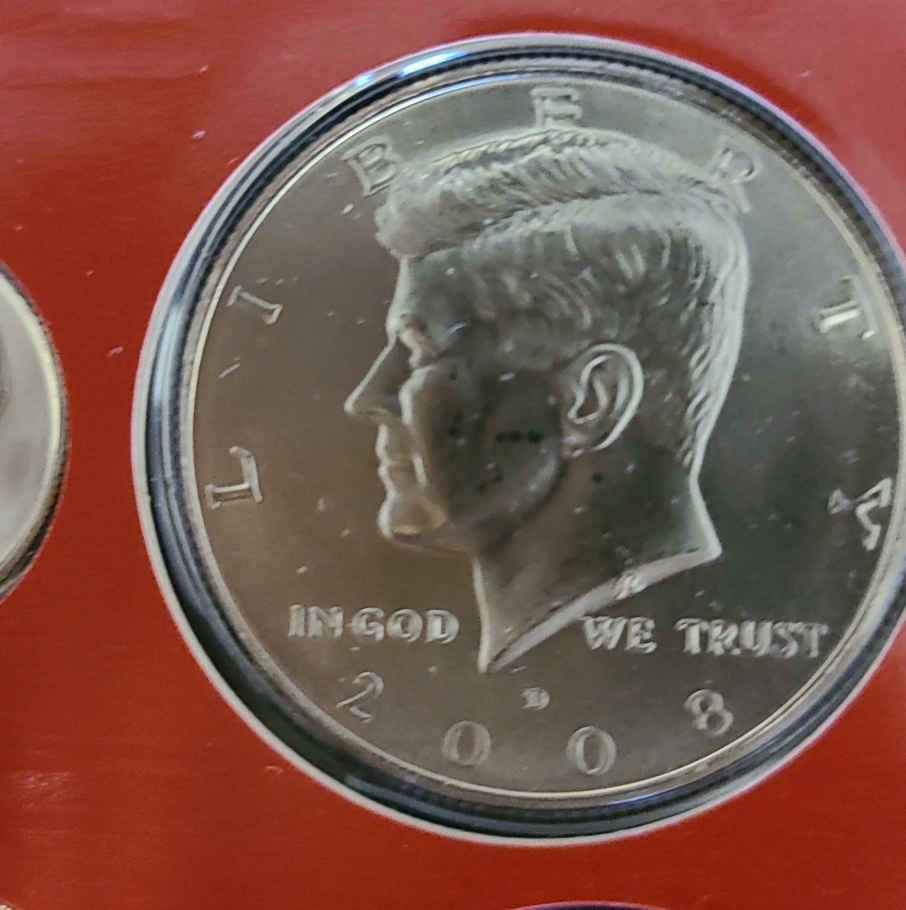 LIBERTY
IN GOD WE TRUST
D
2008